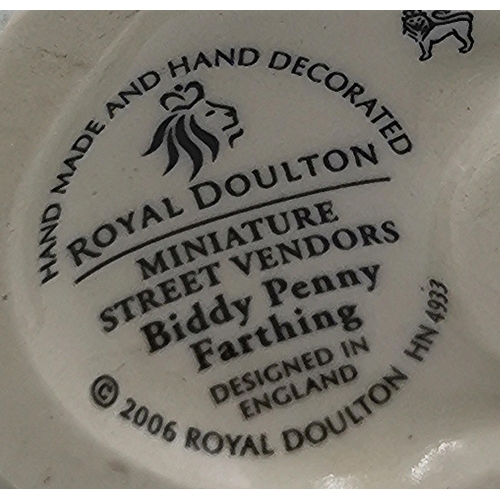 HAND MADE AND HAND DECORATED
ROYAL DOULTON
MINIATURE
STREET VENDORS
Biddy Penny
Farthing
DESIGNED IN
ENGLAND
© 2006 ROYAL DOULTON HN 4933